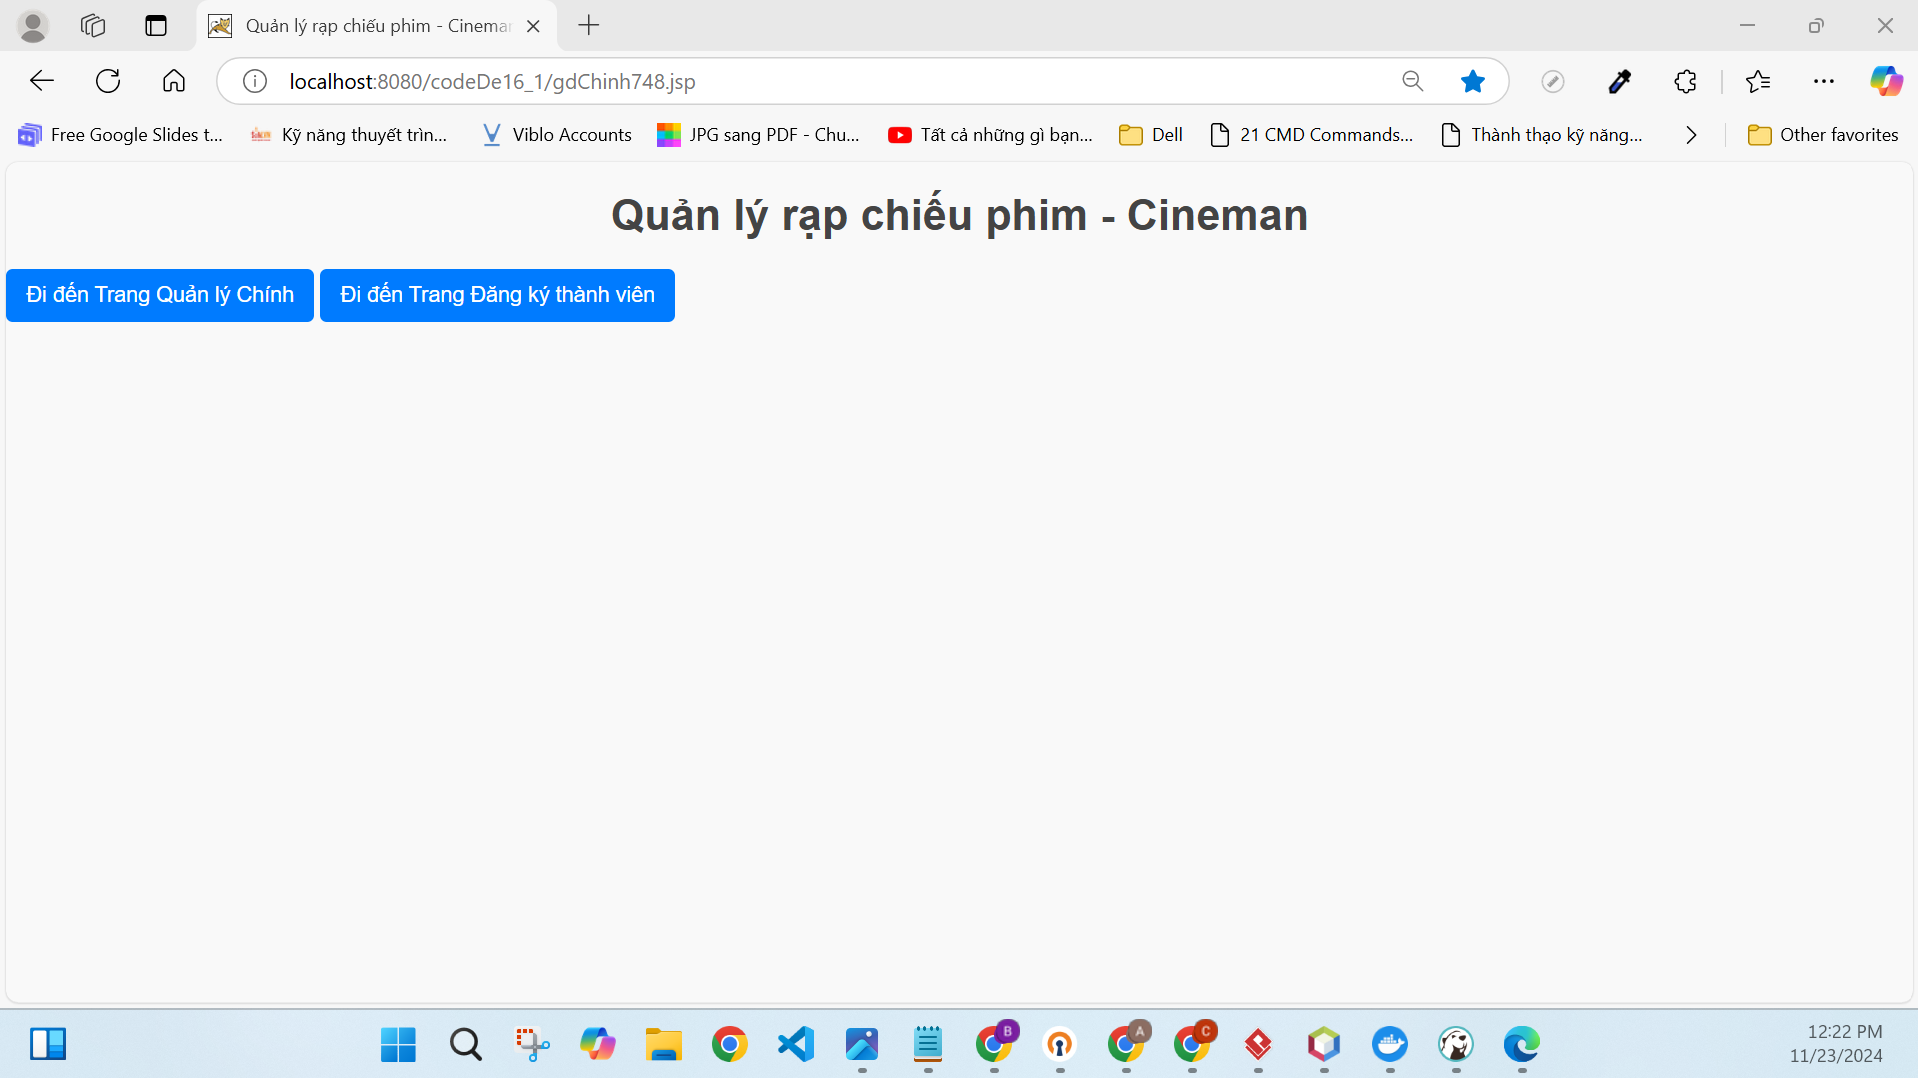 Quản lý rạp chiếu phim - Cineman
localhost:8080/codeDe16_1/gdChinh748.jsp
Free Google Slides t...
Kỹ năng thuyết trìn...
Viblo Accounts
JPG sang PDF - Chu...
Tất cả những gì bạn...
Dell
21 CMD Commands...
Thành thạo kỹ năng...
Other favorites
Quản lý rạp chiếu phim - Cineman
Đi đến Trang Quản lý Chính
Đi đến Trang Đăng ký thành viên
B
A
C
12:22 PM
11/23/2024